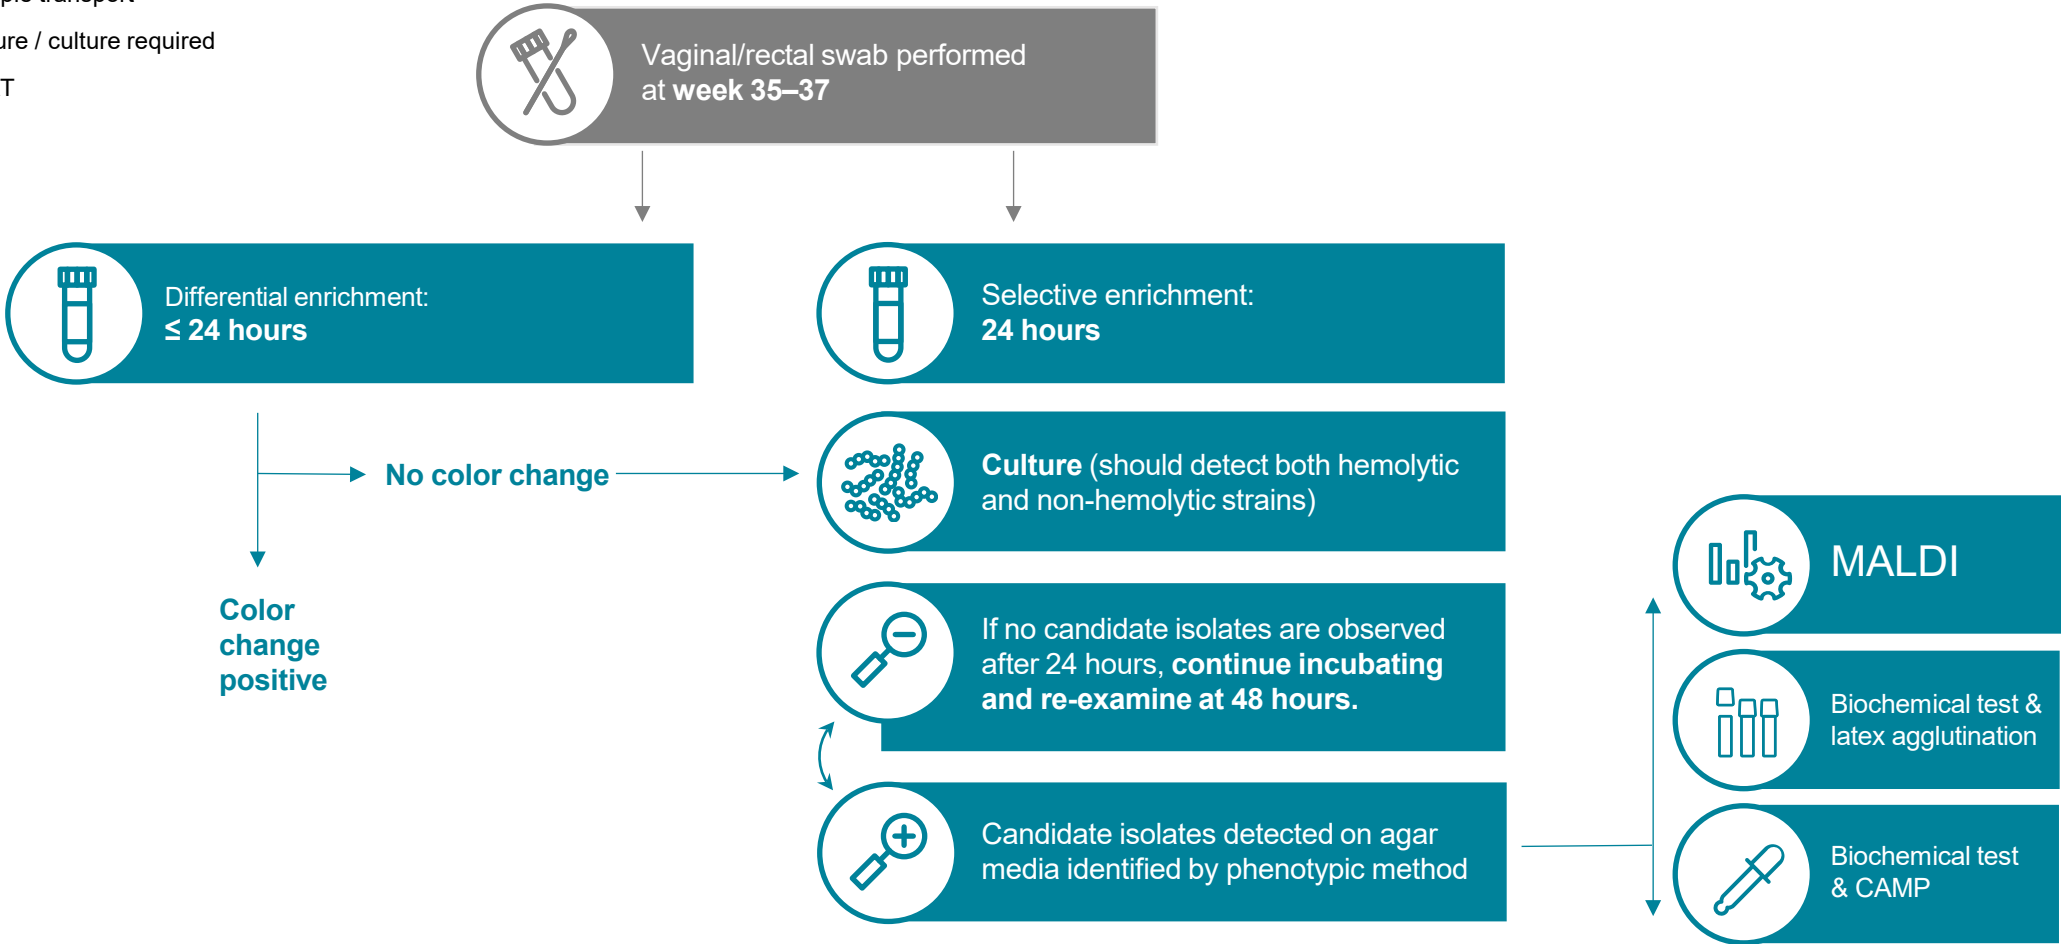 transport
/ culture required
Vaginal/rectal swab performed
at week 35–37
Differential enrichment:
≤ 24 hours
Selective enrichment:
24 hours
No color change
Culture (should detect both hemolytic
and non-hemolytic strains)
Color
change
positive
If no candidate isolates are observed
after 24 hours, continue incubating
and re-examine at 48 hours.
Candidate isolates detected on agar
media identified by phenotypic method
MALDI
Biochemical test &
latex agglutination
Biochemical test
& CAMP